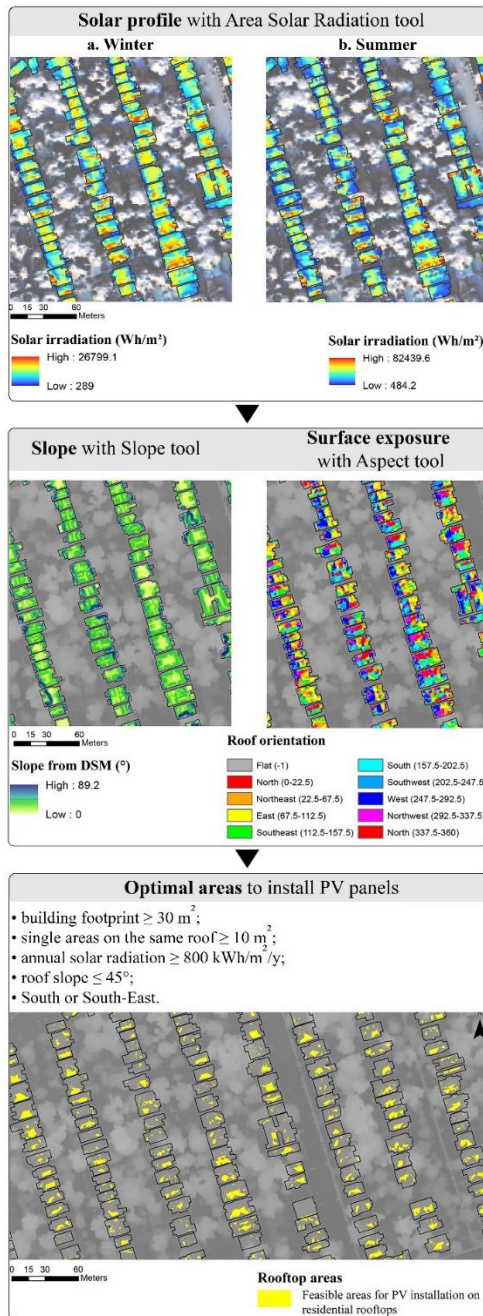 Solar profile with Area Solar Radiation tool
a. Winter
b. Summer
0 15 30 60
Meters
Solar irradiation (Wh/m²)
High : 26799.1
Low : 289
Solar irradiation (Wh/m²)
High : 82439.6
Low : 484.2
Slope with Slope tool
Surface exposure
with Aspect tool
0 15 30 60
Meters
Slope from DSM (°)
High : 89.2
Low : 0
0 15 30 60
Meters
Roof orientation
Flat (-1)
North (0-22.5)
Northeast (22.5-67.5)
East (67.5-112.5)
Southeast (112.5-157.5)
South (157.5-202.5)
Southwest (202.5-247.5)
West (247.5-292.5)
Northwest (292.5-337.5)
North (337.5-360)
Optimal areas to install PV panels
• building footprint ≥ 30 m²;
• single areas on the same roof ≥ 10 m²;
• annual solar radiation ≥ 800 kWh/m²/y;
• roof slope ≤ 45°;
• South or South-East.
0 15 30 60
Meters
Rooftop areas
Feasible areas for PV installation on
residential rooftops